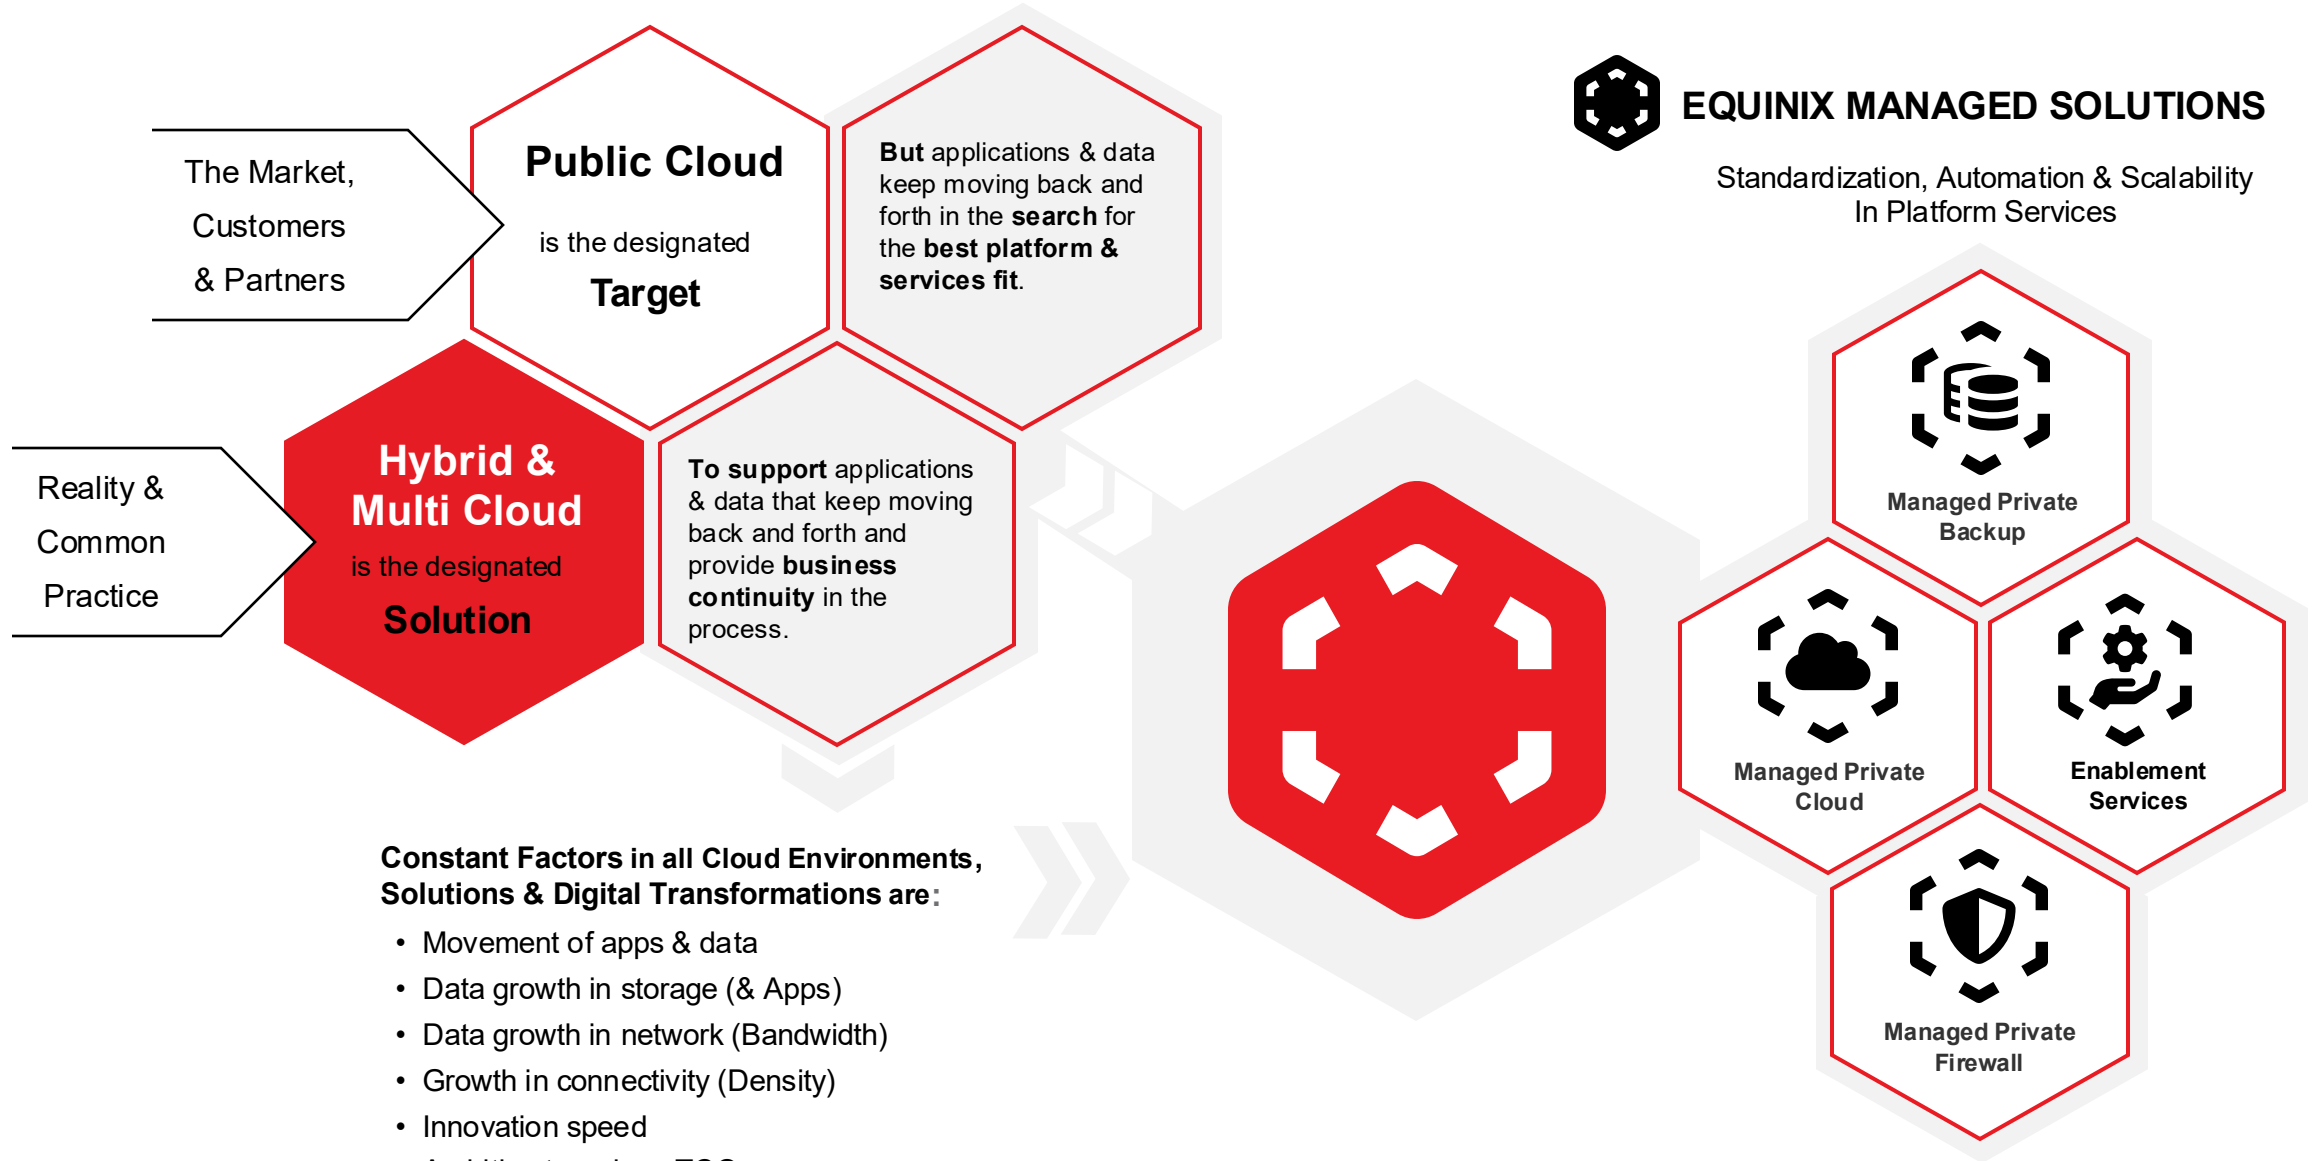 The Market,
Customers
& Partners
Public Cloud
is the designated
Target
But applications & data
keep moving back and
forth in the search for
the best platform &
services fit.
Reality &
Common
Practice
Hybrid &
Multi Cloud
is the designated
Solution
To support applications
& data that keep moving
back and forth and
provide business
continuity in the
process.
Constant Factors in all Cloud Environments,
Solutions & Digital Transformations are:
• Movement of apps & data
• Data growth in storage (& Apps)
• Data growth in network (Bandwidth)
• Growth in connectivity (Density)
• Innovation speed
EQUINIX MANAGED SOLUTIONS
Standardization, Automation & Scalability
In Platform Services
Managed Private
Backup
Managed Private
Cloud
Enablement
Services
Managed Private
Firewall